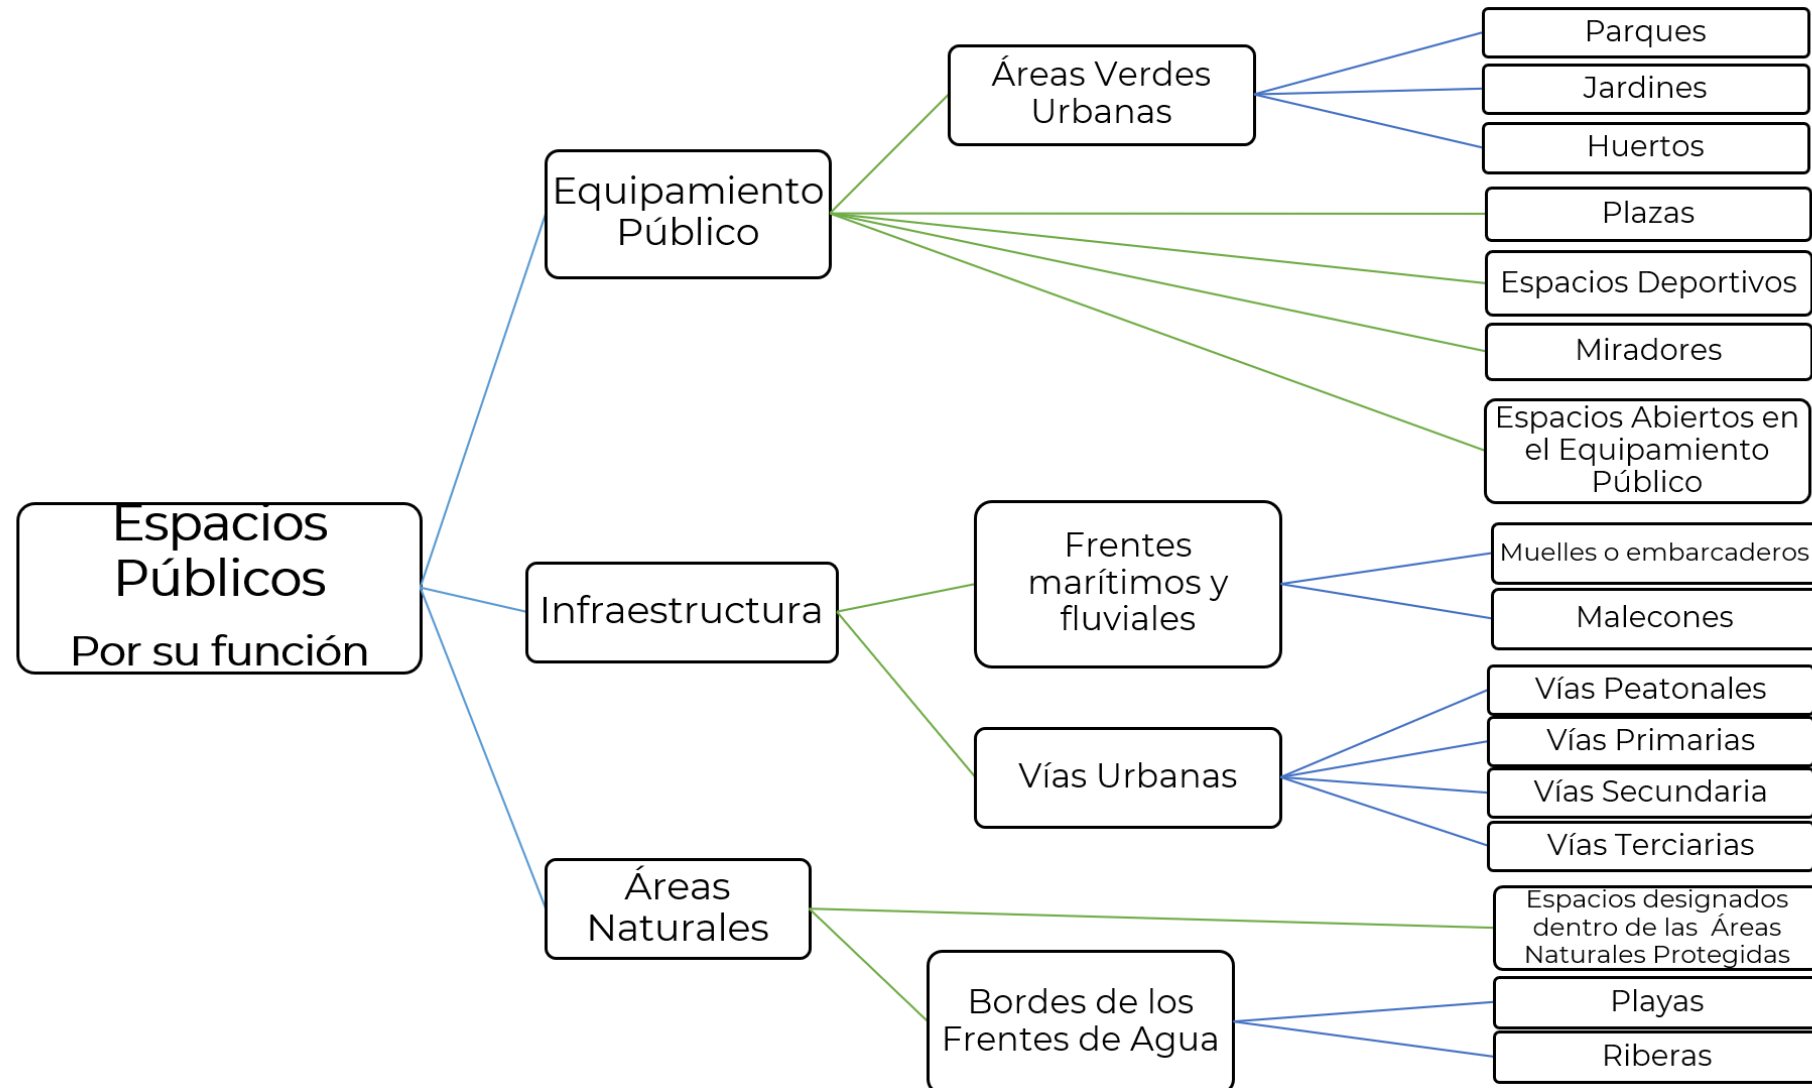 Espacios
Públicos
Por su función
Equipamiento
Público
Áreas Verdes
Urbanas
Parques
Jardines
Huertos
Plazas
Espacios Deportivos
Miradores
Espacios Abiertos en
el Equipamiento
Público
Infraestructura
Frentes
marítimos y
fluviales
Muelles o embarcaderos
Malecones
Vías Urbanas
Vías Peatonales
Vías Primarias
Vías Secundaria
Vías Terciarias
Áreas
Naturales
Espacios designados
dentro de las Áreas
Naturales Protegidas
Bordes de los
Frentes de Agua
Playas
Riberas